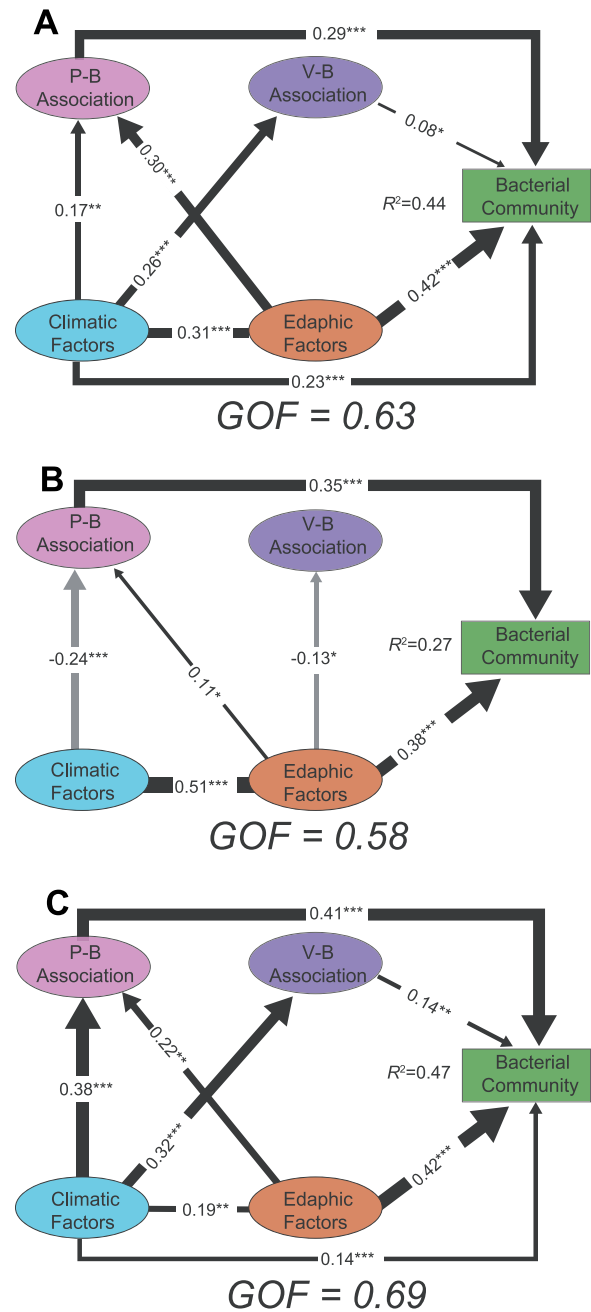 A
0.29***
P-B
Association
V-B
Association
0.08*
Bacterial
Community
R²=0.44
0.30***
0.17**
0.26***
0.42***
Climatic
Factors
0.31***
Edaphic
Factors
0.23***
GOF = 0.63
B
0.35***
P-B
Association
V-B
Association
Bacterial
Community
R²=0.27
-0.24***
0.11*
-0.13*
0.38***
Climatic
Factors
0.51***
Edaphic
Factors
GOF = 0.58
C
0.41***
P-B
Association
V-B
Association
0.14**
Bacterial
Community
R²=0.47
0.22**
0.38***
0.32***
0.42***
Climatic
Factors
0.19**
Edaphic
Factors
0.14***
GOF = 0.69